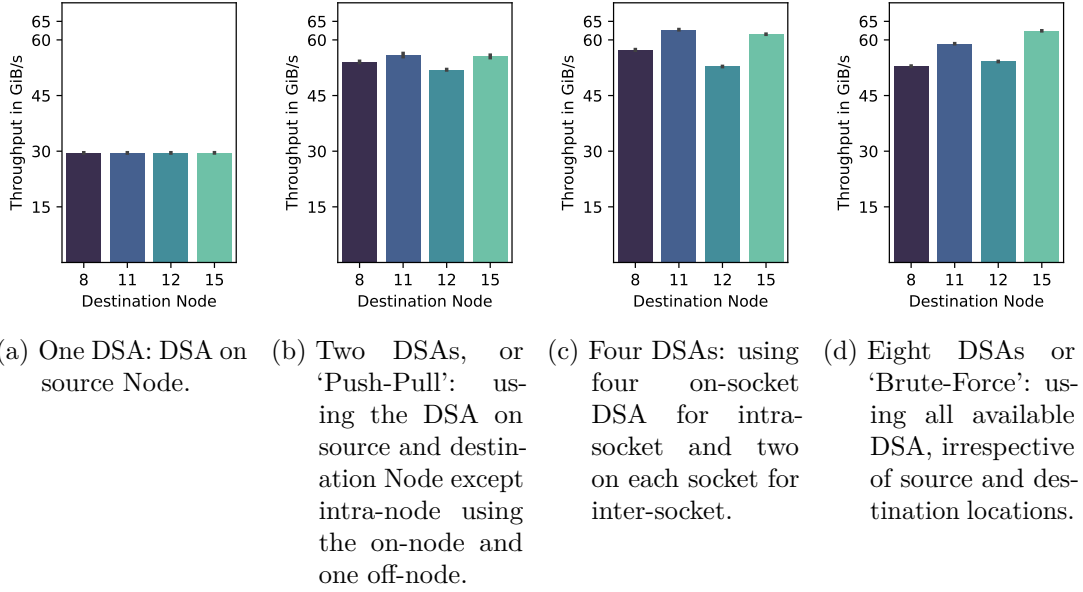 65
60
45
30
15
Throughput in GiB/s
8 11 12 15
Destination Node
65
60
45
30
15
Throughput in GiB/s
8 11 12 15
Destination Node
65
60
45
30
15
Throughput in GiB/s
8 11 12 15
Destination Node
65
60
45
30
15
Throughput in GiB/s
8 11 12 15
Destination Node
(a) One DSA: DSA on
source Node.
(b) Two DSAs, or
‘Push-Pull’: us-
ing the DSA on
source and destin-
ation Node except
intra-node using
the on-node and
one off-node.
(c) Four DSAs: using
four on-socket
DSA for intra-
socket and two
on each socket for
inter-socket.
(d) Eight DSAs or
‘Brute-Force’: us-
ing all available
DSA, irrespective
of source and des-
tination locations.